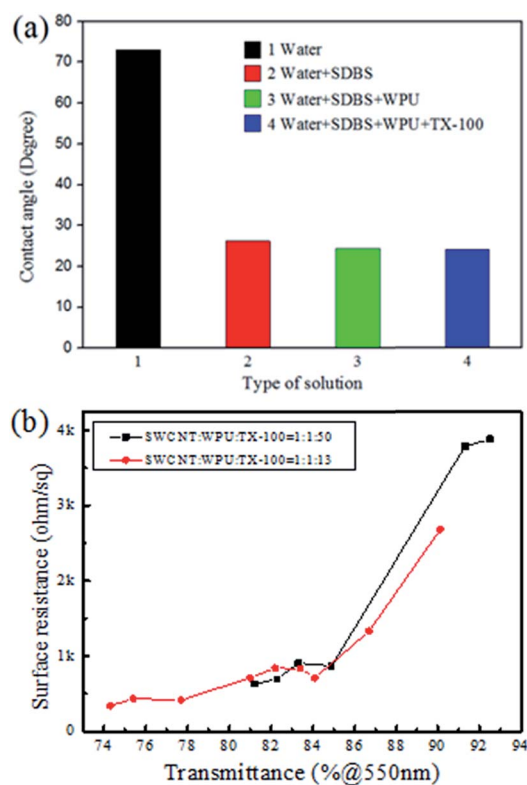 (a)
80
70
60
50
40
30
20
10
0
Contact angle (Degree)
1 Water
2 Water+SDBS
3 Water+SDBS+WPU
4 Water+SDBS+WPU+TX-100
1 2 3 4
Type of solution
(b)
4k
3k
2k
1k
0
Surface resistance (ohm/sq)
SWCNT:WPU:TX-100=1:1:50
SWCNT:WPU:TX-100=1:1:13
74 76 78 80 82 84 86 88 90 92 94
Transmittance (%@550nm)